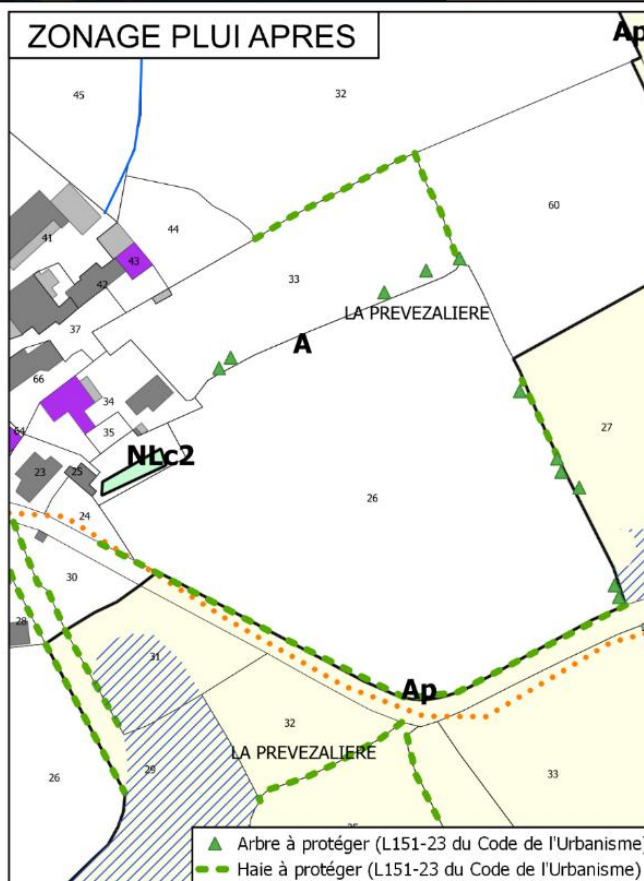 ZONAGE PLUI APRES
Ap
45
32
60
44
41
43
42
33
LA PREVEZALIERE
37
A
66
34
27
35
64
NLc2
23
25
26
24
30
28
31
Ap
32
LA PREVEZALIERE
29
26
33
Arbre à protéger (L151-23 du Code de l'Urbanisme)
Haie à protéger (L151-23 du Code de l'Urbanisme)